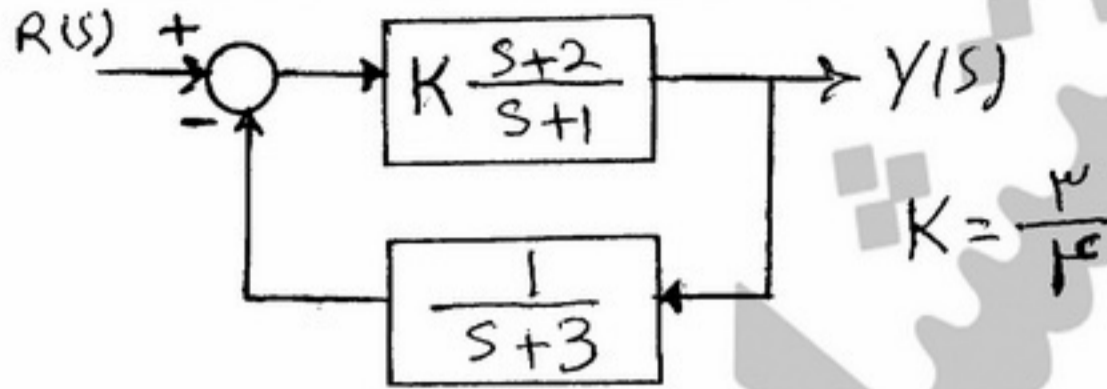 R(S) + K S+2 / S+1 Y(S)
-
K = ۳ / ۴
1 / S+3